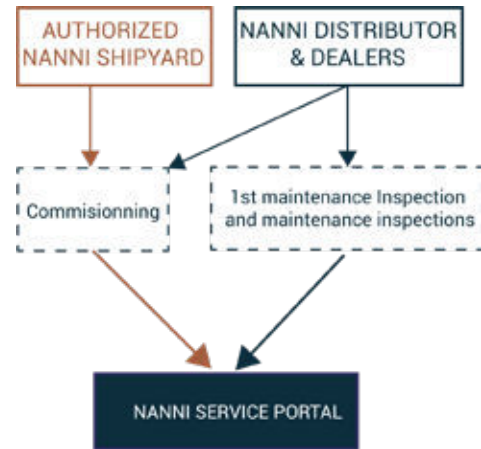 AUTHORIZED
NANNI SHIPYARD
NANNI DISTRIBUTOR
& DEALERS
Commisionning
1st maintenance Inspection
and maintenance inspections
NANNI SERVICE PORTAL